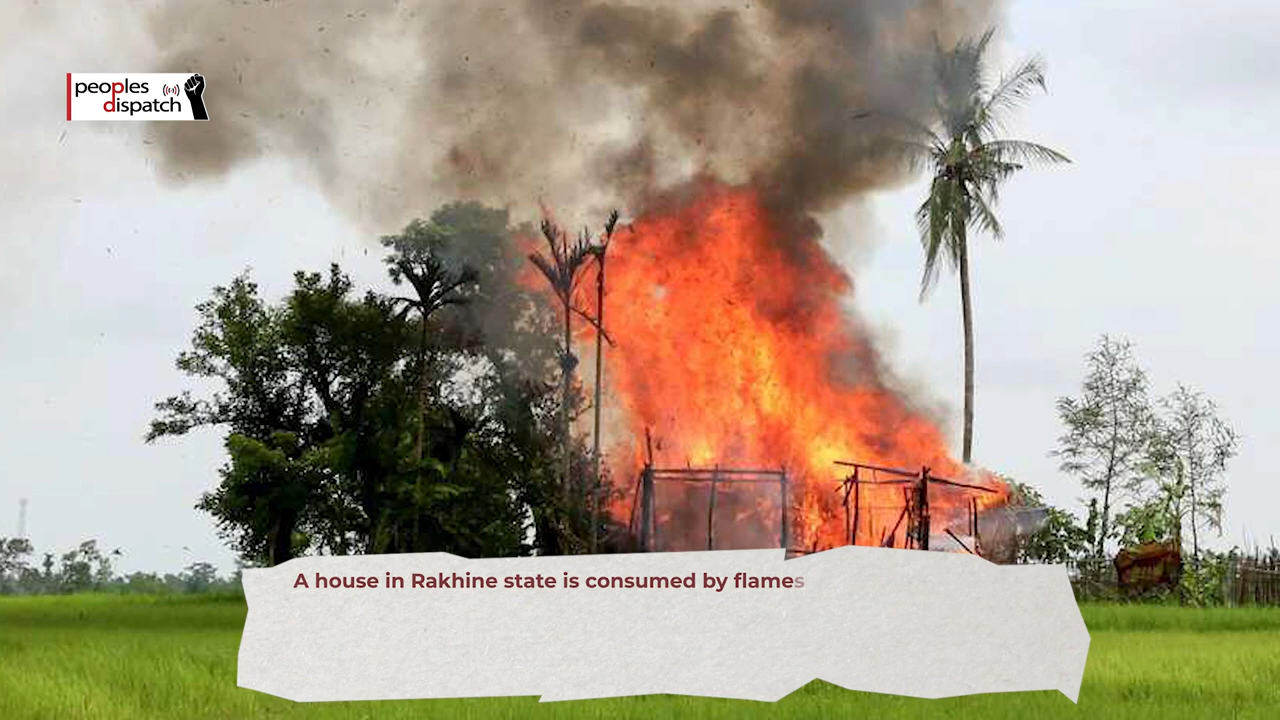 peoples
dispatch
A house in Rakhine state is consumed by flames